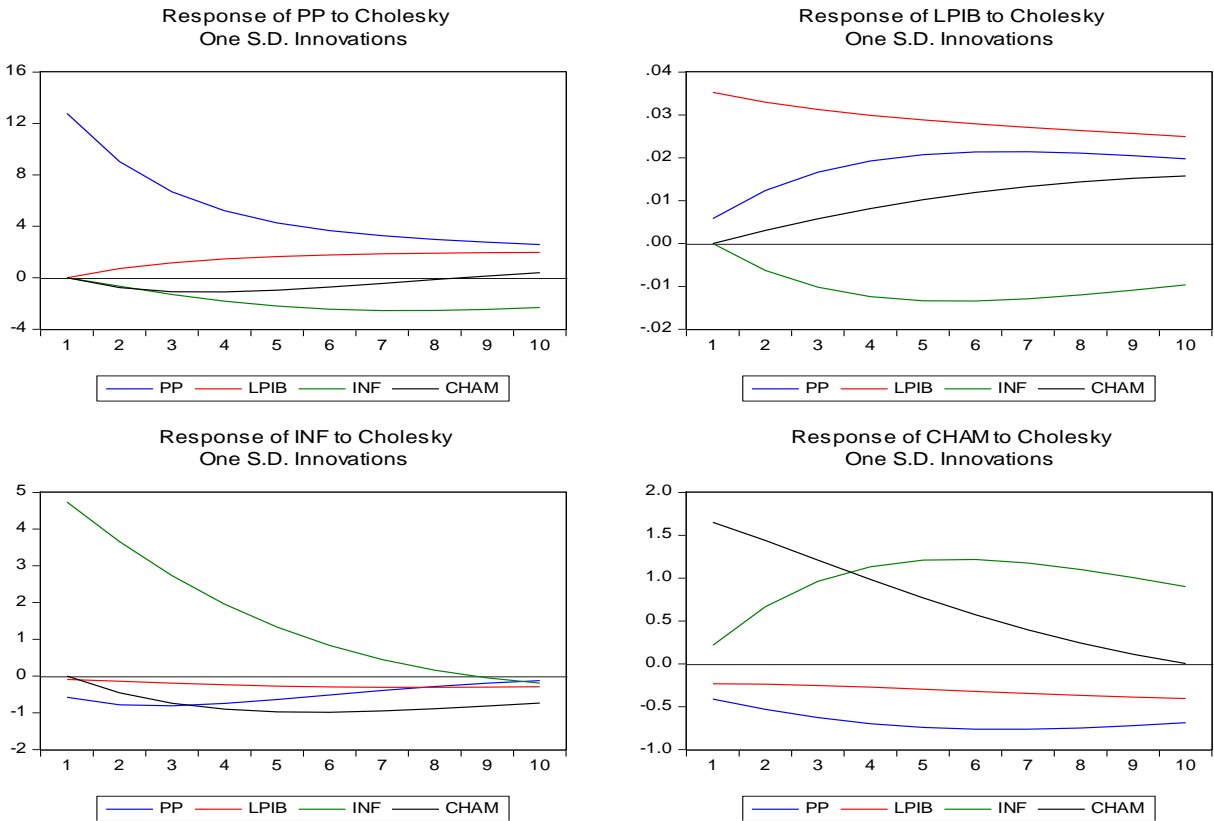 Response of PP to Cholesky
One S.D. Innovations
16
12
8
4
0
-4
1 2 3 4 5 6 7 8 9 10
PP LPIB INF CHAM
Response of LPIB to Cholesky
One S.D. Innovations
.04
.03
.02
.01
.00
-.01
-.02
1 2 3 4 5 6 7 8 9 10
PP LPIB INF CHAM
Response of INF to Cholesky
One S.D. Innovations
5
4
3
2
1
0
-1
-2
1 2 3 4 5 6 7 8 9 10
PP LPIB INF CHAM
Response of CHAM to Cholesky
One S.D. Innovations
2.0
1.5
1.0
0.5
0.0
-0.5
-1.0
1 2 3 4 5 6 7 8 9 10
PP LPIB INF CHAM